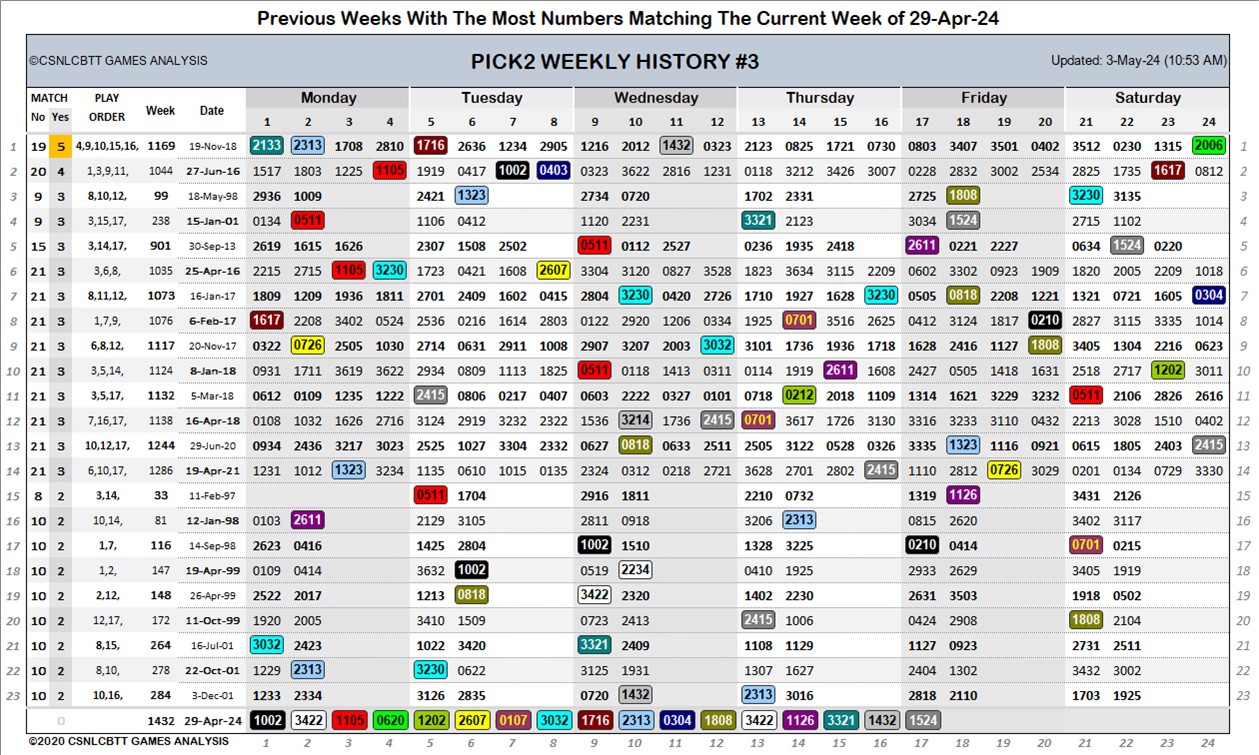 Previous Weeks With The Most Numbers Matching The Current Week of 29-Apr-24
©CSNLCBTT GAMES ANALYSIS PICK2 WEEKLY HISTORY #3 Updated: 3-May-24 (10:53 AM)
MATCH PLAY Week Date Monday Tuesday Wednesday Thursday Friday Saturday
No Yes ORDER 1 2 3 4 5 6 7 8 9 10 11 12 13 14 15 16 17 18 19 20 21 22 23 24
1 19 5 4,9,10,15,16, 1169 19-Nov-18 2133 2313 1708 2810 1716 2636 1234 2905 1216 2012 1432 0323 2123 0825 1721 0730 0803 3407 3501 0402 3512 0230 1315 2006 1
2 20 4 1,3,9,11, 1044 27-Jun-16 1517 1803 1225 1105 1919 0417 1002 0403 0323 3622 2816 1231 0118 3212 3426 3007 0228 2832 3002 2534 2825 1735 1617 0812 2
3 9 3 8,10,12, 99 18-May-98 2936 1009 2421 1323 2734 0720 1702 2331 2725 1808 3230 3135 3
4 9 3 3,15,17, 238 15-Jan-01 0134 0511 1106 0412 1120 2231 3321 2123 3034 1524 2715 1102 4
5 15 3 3,14,17, 901 30-Sep-13 2619 1615 1626 2307 1508 2502 0511 0112 2527 0236 1935 2418 2611 0221 2227 0634 1524 0220 5
6 21 3 3,6,8, 1035 25-Apr-16 2215 2715 1105 3230 1723 0421 1608 2607 3304 3120 0827 3528 1823 3634 3115 2209 0602 3302 0923 1909 1820 2005 2209 1018 6
7 21 3 8,11,12, 1073 16-Jan-17 1809 1209 1936 1811 2701 2409 1602 0415 2804 3230 0420 2726 1710 1927 1628 3230 0505 0818 2208 1221 1321 0721 1605 0304 7
8 21 3 1,7,9, 1076 6-Feb-17 1617 2208 3402 0524 2536 0216 1614 2803 0122 2920 1206 0334 1925 0701 3516 2625 0412 3124 1817 0210 2827 3115 3335 1014 8
9 21 3 6,8,12, 1117 20-Nov-17 0322 0726 2505 1030 2714 0631 2911 1008 2907 3207 2003 3032 3101 1736 1936 1718 1628 2416 1127 1808 3405 1304 2216 0623 9
10 21 3 3,5,14, 1124 8-Jan-18 0931 1711 3619 3622 2934 0809 1113 1825 0511 0118 1413 0311 0114 1919 2611 1608 2427 0505 1418 1631 2518 2717 1202 3011 10
11 21 3 3,5,17, 1132 5-Mar-18 0612 0109 1235 1222 2415 0806 0217 0407 0603 2222 0327 0101 0718 0212 2018 1109 1314 1621 3229 3232 0511 2106 2826 2616 11
12 21 3 7,16,17, 1138 16-Apr-18 0108 1032 1626 2716 3124 2919 3232 2322 1536 3214 1736 2415 0701 3617 1726 3130 3316 3233 3110 0432 2213 3028 1510 0402 12
13 21 3 10,12,17, 1244 29-Jun-20 0934 2436 3217 3023 2525 1027 3304 2332 0627 0818 0633 2511 2505 3122 0528 0326 3335 1323 1116 0921 0615 1805 2403 2415 13
14 21 3 6,10,17, 1286 19-Apr-21 1231 1012 1323 3234 1135 0610 1015 0135 2324 0312 0218 2721 3628 2701 2802 2415 1110 2812 0726 3029 0201 0134 0729 3330 14
15 8 2 3,14, 33 11-Feb-97 0511 1704 2916 1811 2210 0732 1319 1126 3431 2126 15
16 10 2 10,14, 81 12-Jan-98 0103 2611 2129 3105 2811 0918 3206 2313 0815 2620 3402 3117 16
17 10 2 1,7, 116 14-Sep-98 2623 0416 1425 2804 1002 1510 1328 3225 0210 0414 0701 0215 17
18 10 2 1,2, 147 19-Apr-99 0109 0414 3632 1002 0519 2234 0410 1925 2933 2629 3405 1919 18
19 10 2 2,12, 148 26-Apr-99 2522 2017 1213 0818 3422 2320 1402 2230 2631 3503 1918 0502 19
20 10 2 12,17, 172 11-Oct-99 1920 2005 3410 1509 0723 2413 2415 1006 0424 2908 1808 2104 20
21 10 2 8,15, 264 16-Jul-01 3032 2423 1022 3420 3321 2409 1108 1129 1127 0923 2731 2511 21
22 10 2 8,10, 278 22-Oct-01 1229 2313 3230 0622 3125 1931 1307 1627 2404 1302 3432 3002 22
23 10 2 10,16, 284 3-Dec-01 1233 2334 3126 2835 0720 1432 2313 3016 2818 2110 1703 1925 23
0 1432 29-Apr-24 1002 3422 1105 0620 1202 2607 0107 3032 1716 2313 0304 1808 3422 1126 3321 1432 1524
©2020 CSNLCBTT GAMES ANALYSIS 1 2 3 4 5 6 7 8 9 10 11 12 13 14 15 16 17 18 19 20 21 22 23 24